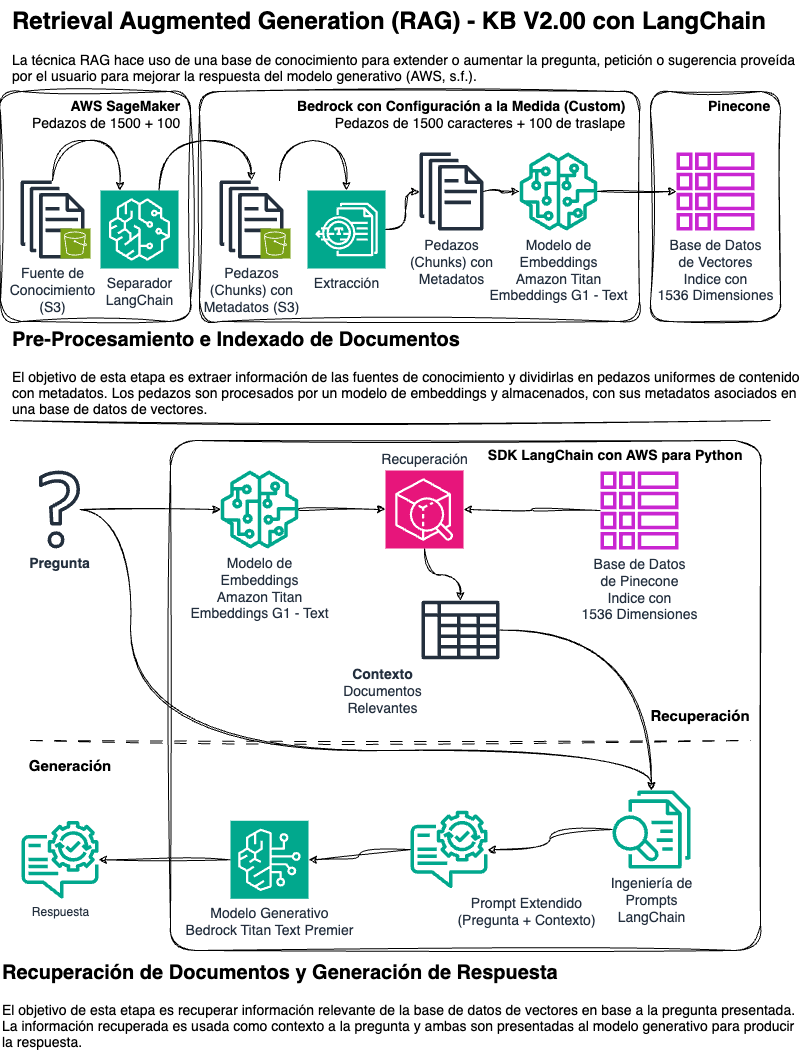 Retrieval Augmented Generation (RAG) - KB V2.00 con LangChain
La técnica RAG hace uso de una base de conocimiento para extender o aumentar la pregunta, petición o sugerencia proveída
por el usuario para mejorar la respuesta del modelo generativo (AWS, s.f.).
AWS SageMaker
Pedazos de 1500 + 100
Fuente de
Conocimiento
(S3)
Separador
LangChain
Bedrock con Configuración a la Medida (Custom)
Pedazos de 1500 caracteres + 100 de traslape
Pedazos
(Chunks) con
Metadatos (S3)
Extracción
Pedazos
(Chunks) con
Metadatos
Modelo de
Embeddings
Amazon Titan
Embeddings G1 - Text
Pinecone
Base de Datos
de Vectores
Indice con
1536 Dimensiones
Pre-Procesamiento e Indexado de Documentos
El objetivo de esta etapa es extraer información de las fuentes de conocimiento y dividirlas en pedazos uniformes de contenido
con metadatos. Los pedazos son procesados por un modelo de embeddings y almacenados, con sus metadatos asociados en
una base de datos de vectores.
SDK LangChain con AWS para Python
Pregunta
Modelo de
Embeddings
Amazon Titan
Embeddings G1 - Text
Recuperación
Base de Datos
de Pinecone
Indice con
1536 Dimensiones
Contexto
Documentos
Relevantes
Recuperación
Generación
Respuesta
Modelo Generativo
Bedrock Titan Text Premier
Prompt Extendido
(Pregunta + Contexto)
Ingeniería de
Prompts
LangChain
Recuperación de Documentos y Generación de Respuesta
El objetivo de esta etapa es recuperar información relevante de la base de datos de vectores en base a la pregunta presentada.
La información recuperada es usada como contexto a la pregunta y ambas son presentadas al modelo generativo para producir
la respuesta.